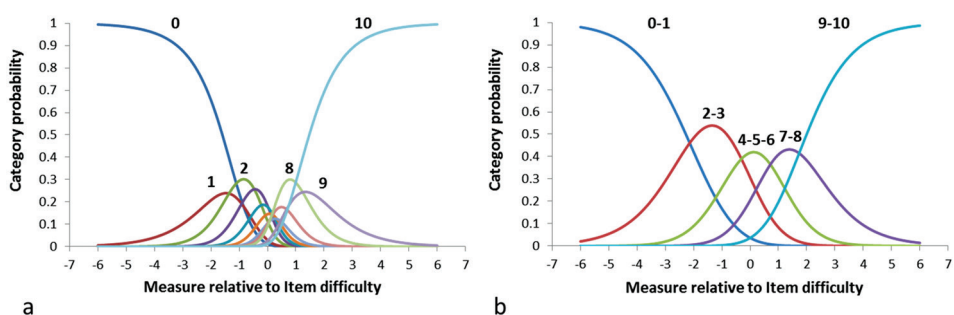 0 10
1 2 8 9
1
0.9
0.8
0.7
0.6
0.5
0.4
0.3
0.2
0.1
0
Category probability
-7 -6 -5 -4 -3 -2 -1 0 1 2 3 4 5 6 7
Measure relative to Item difficulty
a
0-1 9-10
2-3
4-5-6 7-8
1
0.9
0.8
0.7
0.6
0.5
0.4
0.3
0.2
0.1
0
Category probability
-7 -6 -5 -4 -3 -2 -1 0 1 2 3 4 5 6 7
Measure relative to Item difficulty
b